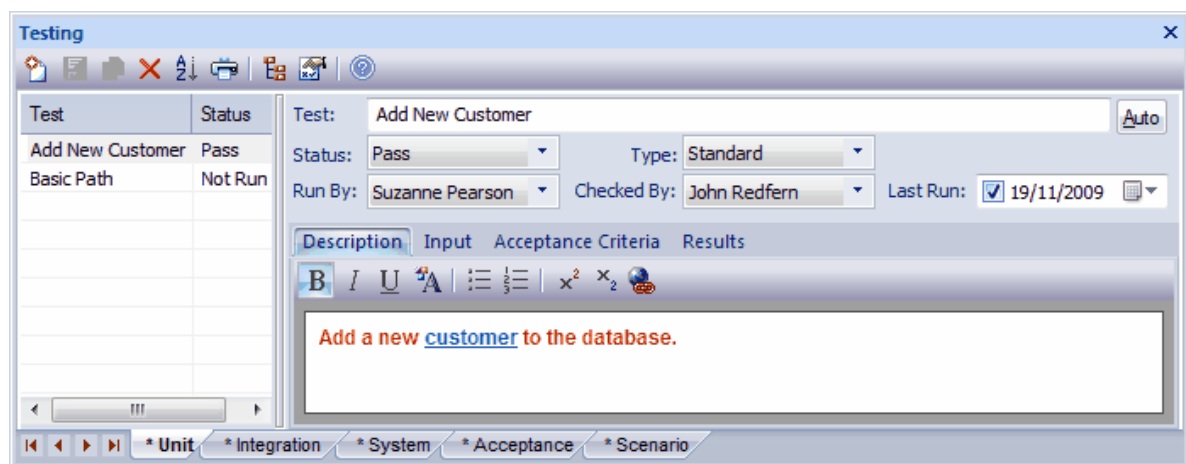 Testing
Test Status
Add New Customer Pass
Basic Path Not Run
Test: Add New Customer Auto
Status: Pass Type: Standard
Run By: Suzanne Pearson Checked By: John Redfern Last Run: 19/11/2009
Description Input Acceptance Criteria Results
B I U A x² x₂
Add a new customer to the database.
* Unit * Integration * System * Acceptance * Scenario